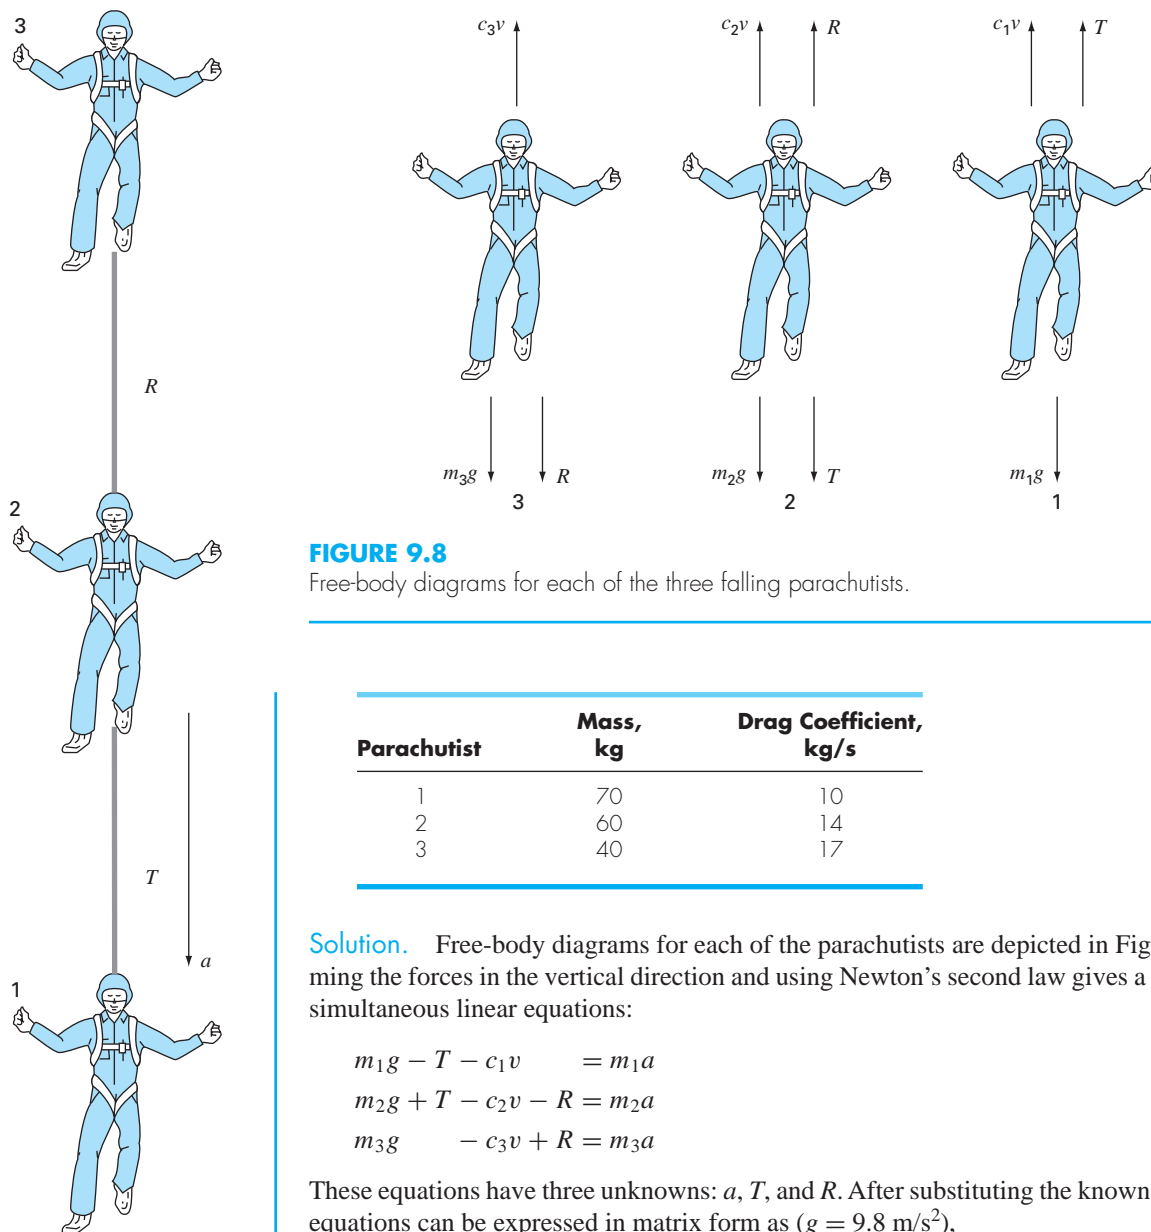 3
R
2
T
a
1
c₃v
m₃g R
3
c₂v R
m₂g T
2
c₁v T
m₁g
1
FIGURE 9.8
Free-body diagrams for each of the three falling parachutists.
Parachutist Mass, kg Drag Coefficient, kg/s
1 70 10
2 60 14
3 40 17
Solution. Free-body diagrams for each of the parachutists are depicted in Fig
ming the forces in the vertical direction and using Newton’s second law gives a
simultaneous linear equations:
m₁g − T − c₁v = m₁a
m₂g + T − c₂v − R = m₂a
m₃g − c₃v + R = m₃a
These equations have three unknowns: a, T, and R. After substituting the known
equations can be expressed in matrix form as (g = 9.8 m/s²),